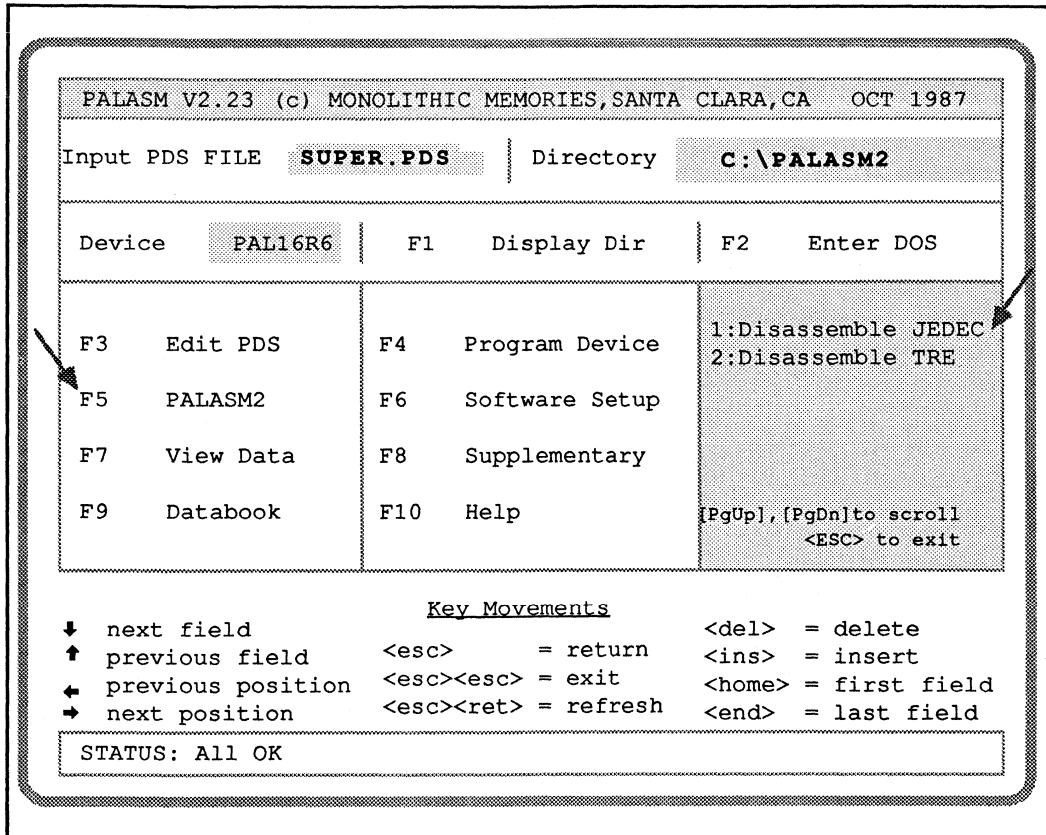 PALASM V2.23 (c) MONOLITHIC MEMORIES,SANTA CLARA,CA OCT 1987
Input PDS FILE SUPER.PDS Directory C:\PALASM2
Device PAL16R6 F1 Display Dir F2 Enter DOS
F3 Edit PDS
F5 PALASM2
F7 View Data
F9 Databook
F4 Program Device
F6 Software Setup
F8 Supplementary
F10 Help
1:Disassemble JEDEC
2:Disassemble TRE
[PgUp],[PgDn]to scroll
<ESC> to exit
Key Movements
↓ next field
↑ previous field
← previous position
→ next position
<esc> = return
<esc><esc> = exit
<esc><ret> = refresh
<del> = delete
<ins> = insert
<home> = first field
<end> = last field
STATUS: All OK